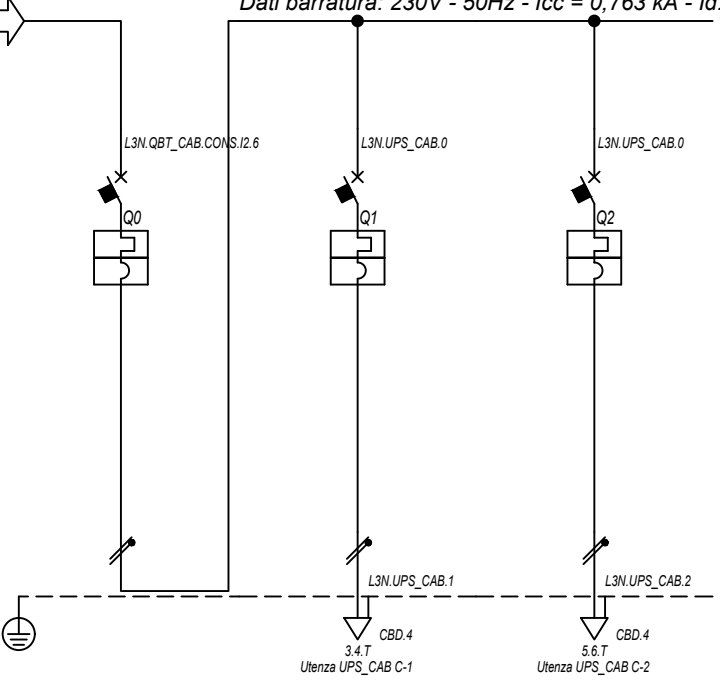 Dati barratura: 230V - 50Hz - Icc = 0,763 kA -
L3N.QBT_CAB.CONS.I2.6
L3N.UPS_CAB.0
L3N.UPS_CAB.0
Q0
Q1
Q2
L3N.UPS_CAB.1
L3N.UPS_CAB.2
CBD.4
CBD.4
3.4.T
5.6.T
Utenza UPS_CAB C-1
Utenza UPS_CAB C-2